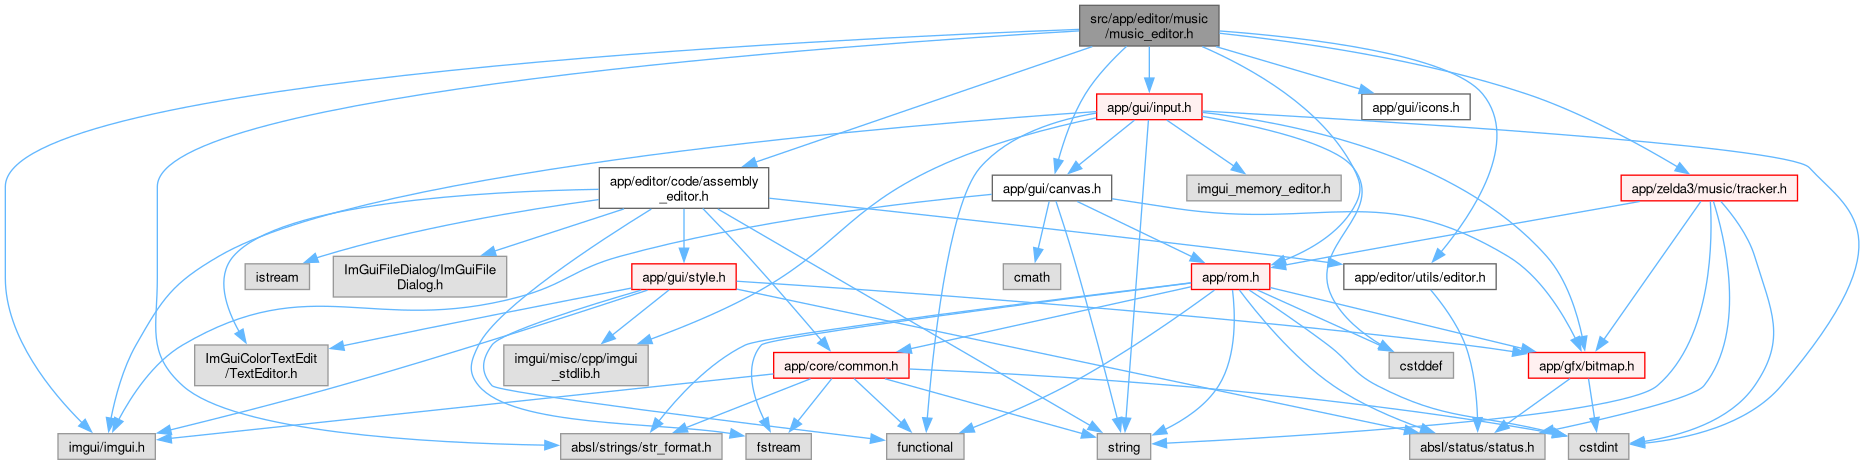 src/app/editor/music
/music_editor.h
app/gui/input.h
app/gui/icons.h
app/editor/code/assembly
_editor.h
app/gui/canvas.h
imgui_memory_editor.h
app/zelda3/music/tracker.h
istream
ImGuiFileDialog/ImGuiFile
Dialog.h
app/gui/style.h
cmath
app/rom.h
app/editor/utils/editor.h
ImGuiColorTextEdit
/TextEditor.h
imgui/misc/cpp/imgui
_stdlib.h
app/core/common.h
cstddef
app/gfx/bitmap.h
imgui/imgui.h
absl/strings/str_format.h
fstream
functional
string
absl/status/status.h
cstdint